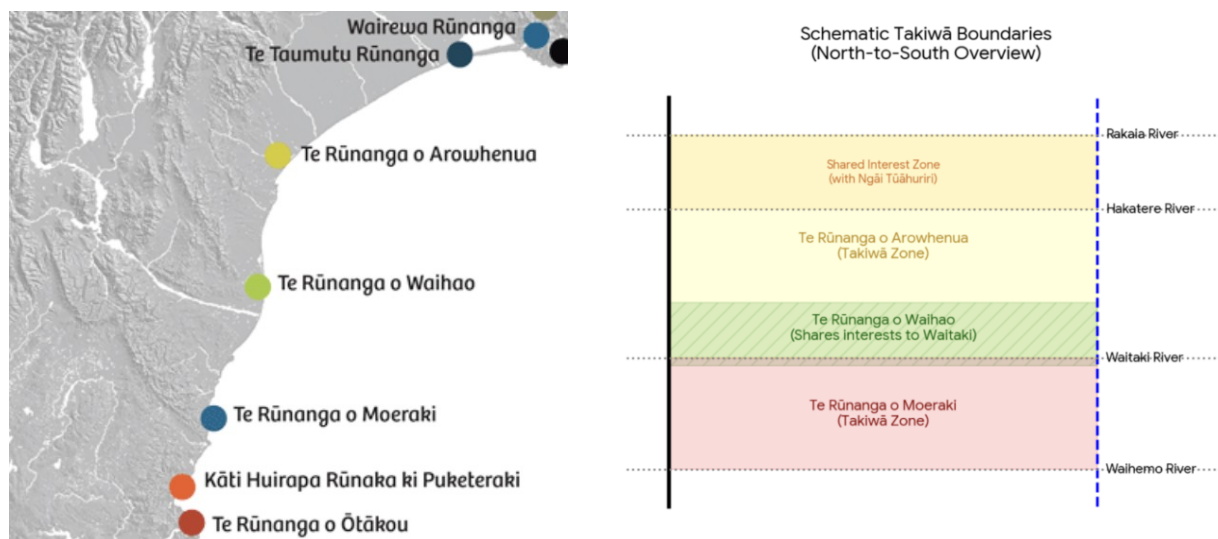 Wairewa Rūnanga
Te Taumutu Rūnanga
Te Rūnanga o Arowhenua
Te Rūnanga o Waihao
Te Rūnanga o Moeraki
Kāti Huirapa Rūnaka ki Puketeraki
Te Rūnanga o Ōtākou
Schematic Takiwā Boundaries
(North-to-South Overview)
Rakaia River
Shared Interest Zone
(with Ngāi Tūāhuriri)
Hakatere River
Te Rūnanga o Arowhenua
(Takiwā Zone)
Te Rūnanga o Waihao
(Shares interests to Waitaki)
Waitaki River
Te Rūnanga o Moeraki
(Takiwā Zone)
Waihemo River